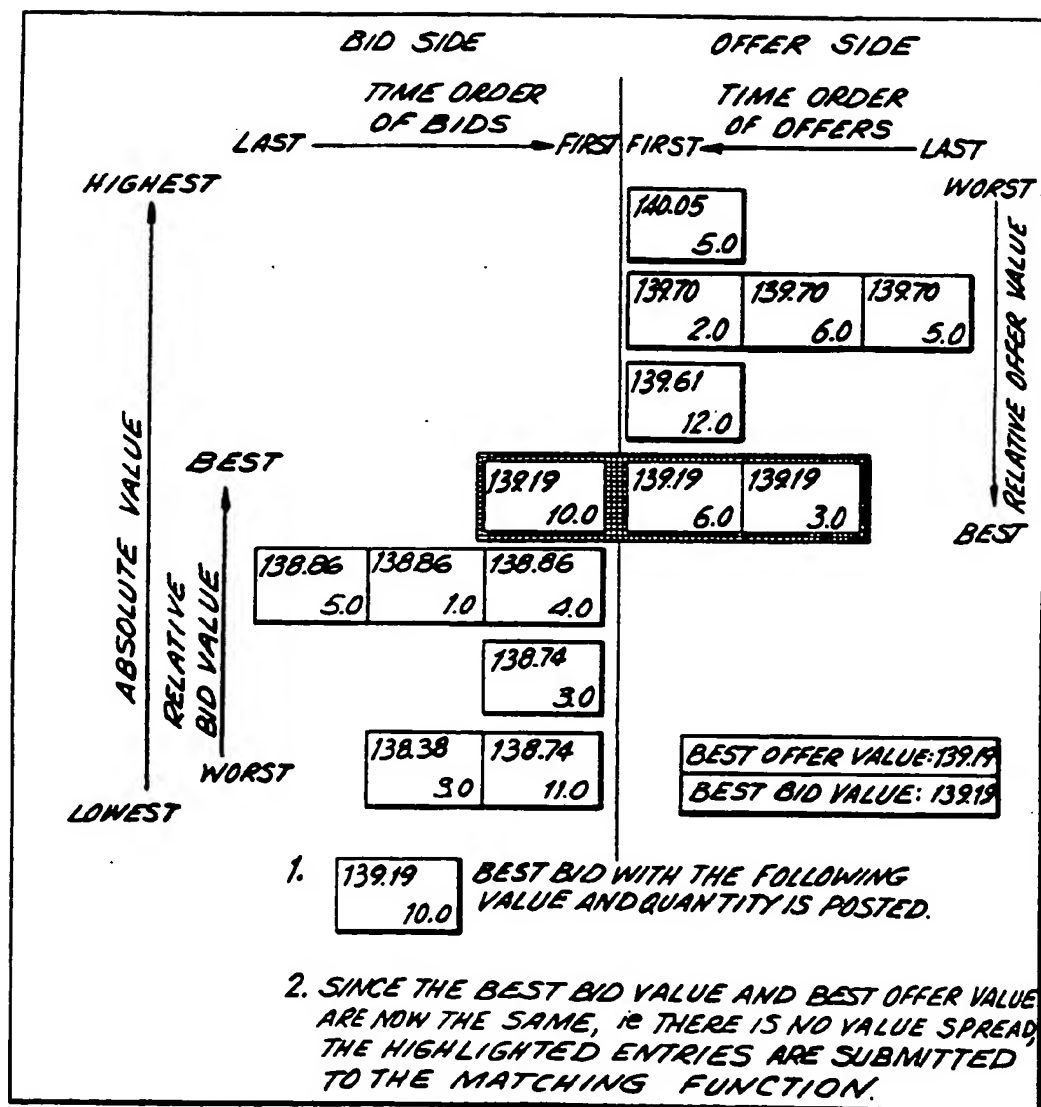 BID SIDE
OFFER SIDE
TIME ORDER
OF BIDS
TIME ORDER
OF OFFERS
LAST
FIRST
FIRST
LAST
HIGHEST
WORST
140.05
5.0
139.70
139.70
139.70
2.0
6.0
5.0
139.61
12.0
RELATIVE OFFER VALUE
ABSOLUTE VALUE
BEST
139.19
139.19
139.19
10.0
6.0
3.0
BEST
138.86
138.86
138.86
5.0
1.0
4.0
RELATIVE
BID VALUE
138.74
3.0
138.38
138.74
9.0
11.0
WORST
LOWEST
BEST OFFER VALUE: 139.19
BEST BID VALUE: 139.19
1.
139.19
10.0
BEST BID WITH THE FOLLOWING
VALUE AND QUANTITY IS POSTED.
2. SINCE THE BEST BID VALUE AND BEST OFFER VALUE
ARE NOW THE SAME, ie THERE IS NO VALUE SPREAD,
THE HIGHLIGHTED ENTRIES ARE SUBMITTED
TO THE MATCHING FUNCTION.